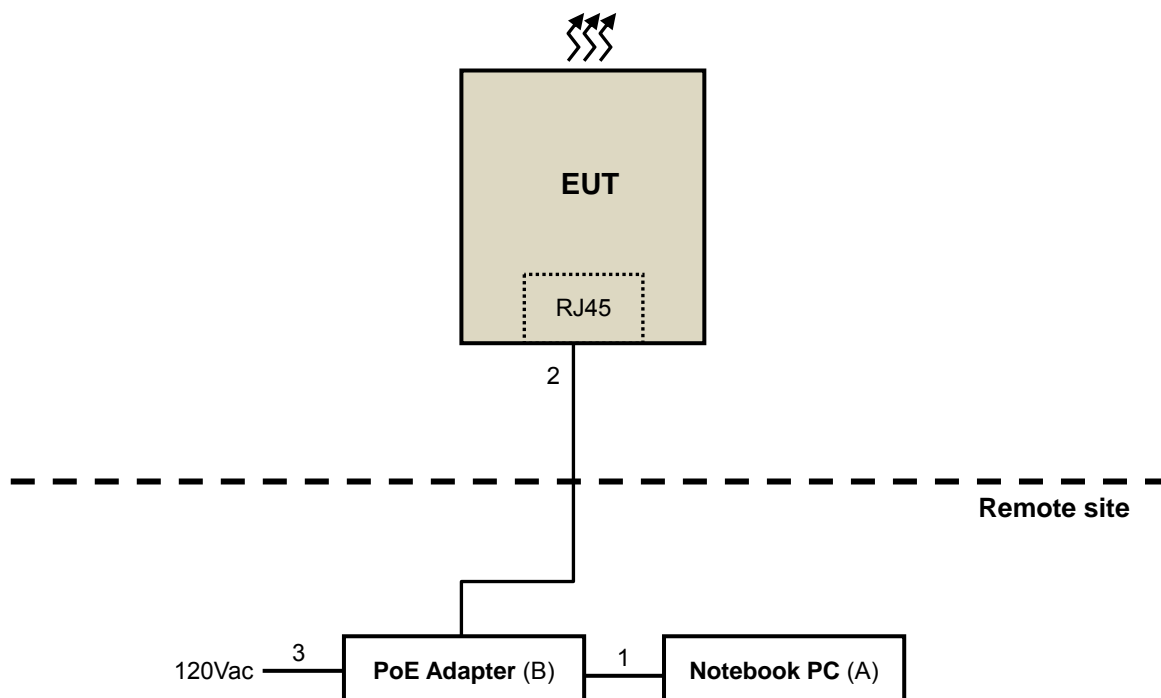 EUT
RJ45
2
Remote site
120Vac
3
PoE Adapter (B)
1
Notebook PC (A)